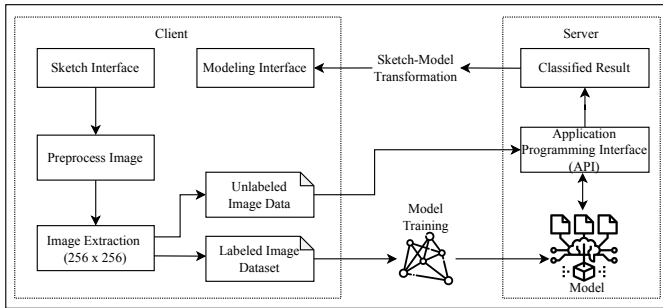 Client
Server
Sketch Interface
Modeling Interface
Sketch-Model
Transformation
Classified Result
Preprocess Image
Application
Programming Interface
(API)
Unlabeled
Image Data
Image Extraction
(256 x 256)
Labeled Image
Dataset
Model
Training
Model